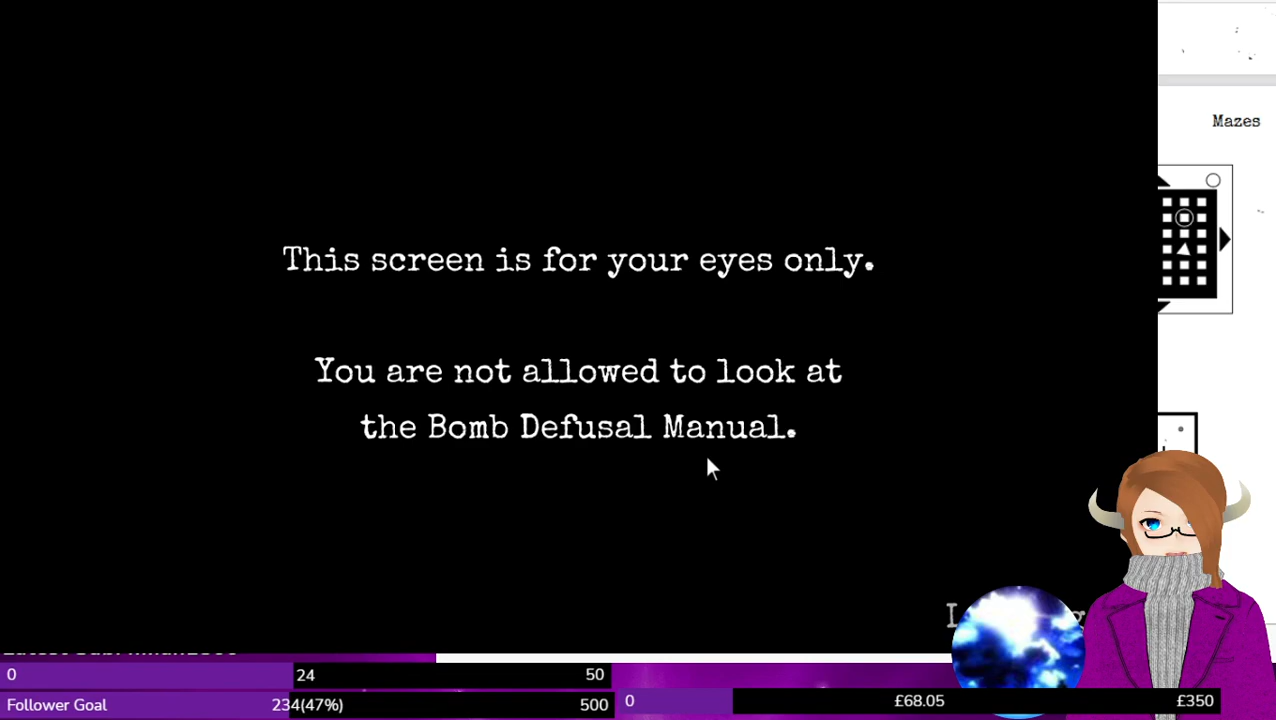 Mazes
This screen is for your eyes only.
You are not allowed to look at
the Bomb Defusal Manual.
0 24 50
Follower Goal 234(47%) 500
0 £68.05 £350